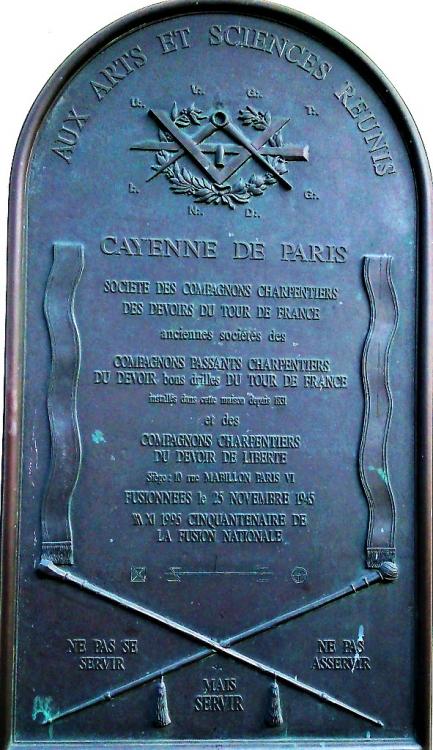 AUX ARTS ET SCIENCES REUNIS
U∴ V∴ G∴ T∴
I∴ N∴ D∴ G∴
CAYENNE DE PARIS
SOCIETE DES COMPAGNONS CHARPENTIERS
DES DEVOIRS DU TOUR DE FRANCE
anciennes sociétés des
COMPAGNONS PASSANTS CHARPENTIERS
DU DEVOIR bons drilles DU TOUR DE FRANCE
installés dans cette maison depuis 1831
et des
COMPAGNONS CHARPENTIERS
DU DEVOIR DE LIBERTE
Siège : 10 rue MABILLON PARIS VI
FUSIONNEES le 25 NOVEMBRE 1945
XI 1995 CINQUANTENAIRE DE
LA FUSION NATIONALE
NE PAS SE
SERVIR
MAIS
SERVIR
NE PAS
ASSERVIR